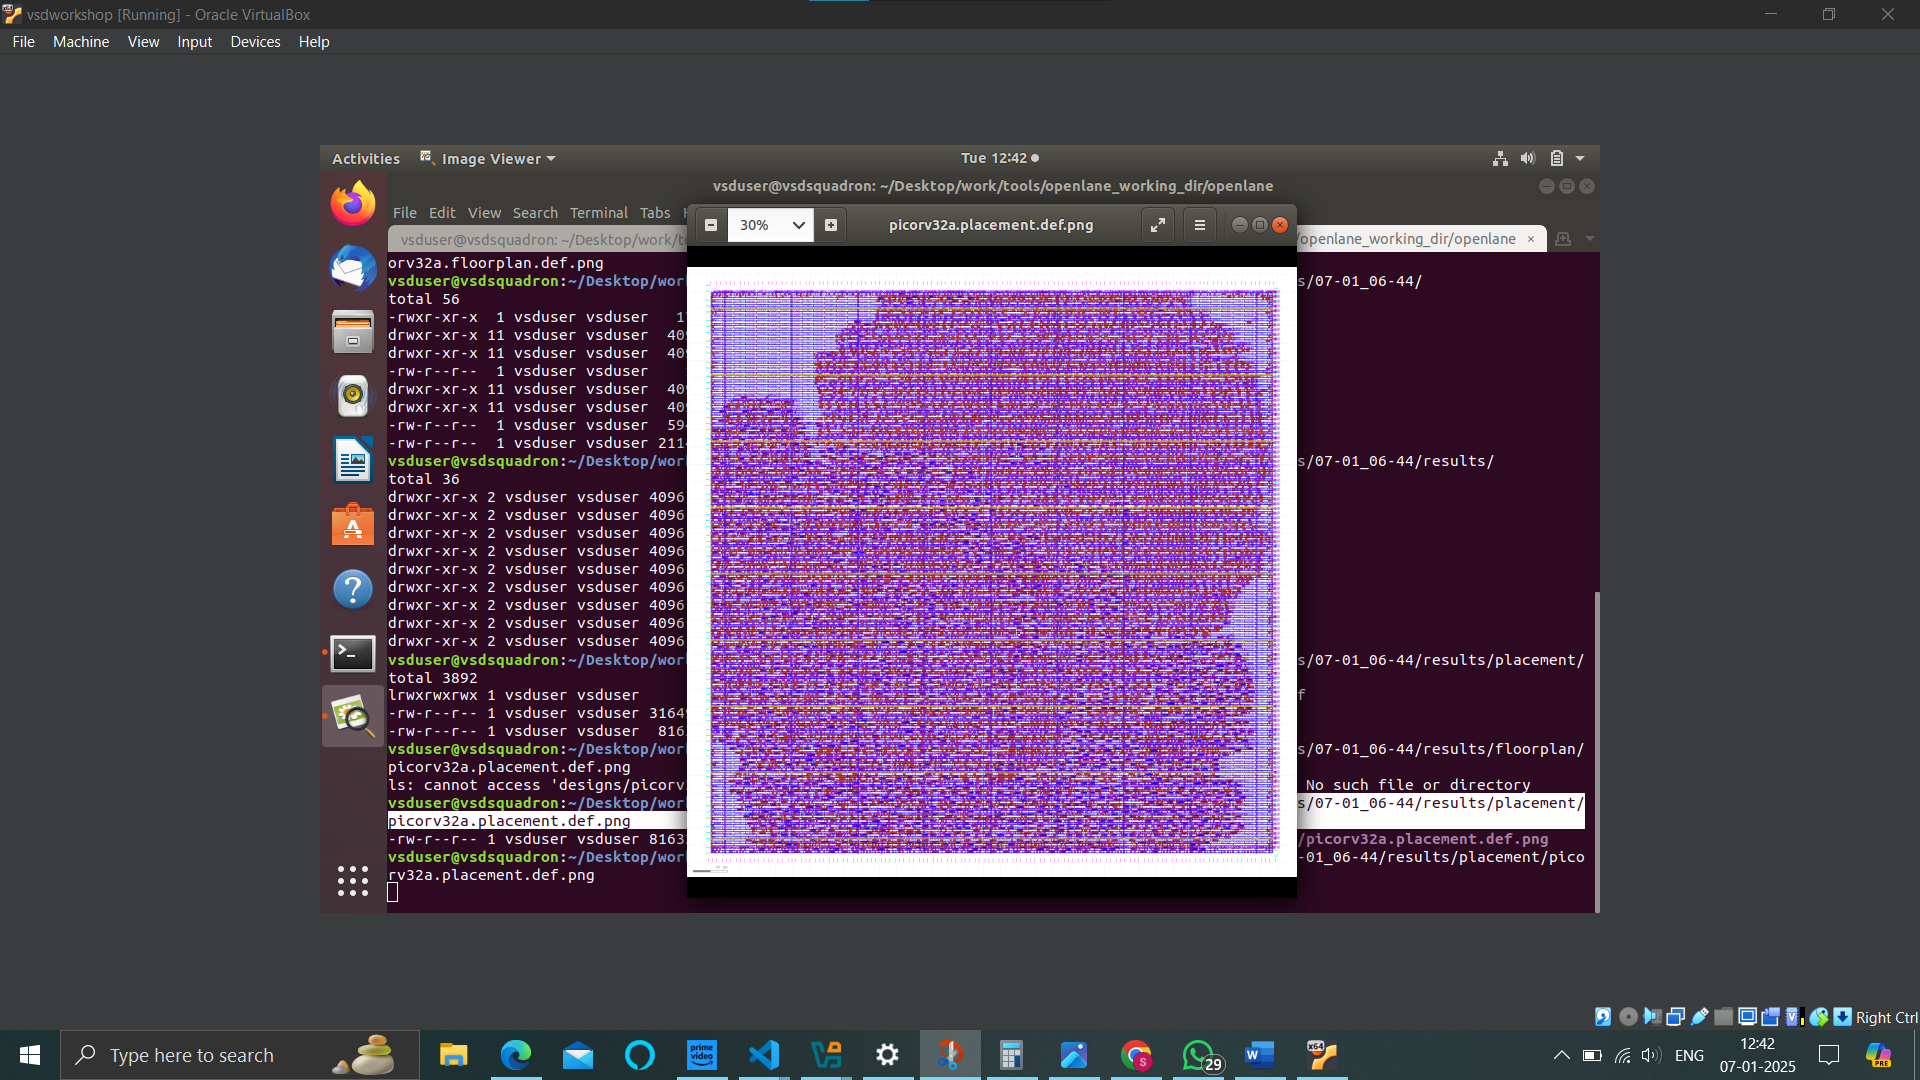 vsdworkshop [Running] - Oracle VirtualBox
File Machine View Input Devices Help
Activities Image Viewer Tue 12:42
vsduser@vsdsquadron: ~/Desktop/work/tools/openlane_working_dir/openlane
File Edit View Search Terminal Tabs
30% picorv32a.placement.def.png
vsduser@vsdsquadron: ~/Desktop/work/t /openlane_working_dir/openlane ×
orv32a.floorplan.def.png
vsduser@vsdsquadron:~/Desktop/wor s/07-01_06-44/
total 56
-rwxr-xr-x 1 vsduser vsduser 1
drwxr-xr-x 11 vsduser vsduser 409
drwxr-xr-x 11 vsduser vsduser 409
-rw-r--r-- 1 vsduser vsduser
drwxr-xr-x 11 vsduser vsduser 409
drwxr-xr-x 11 vsduser vsduser 409
-rw-r--r-- 1 vsduser vsduser 594
-rw-r--r-- 1 vsduser vsduser 2114
vsduser@vsdsquadron:~/Desktop/wor s/07-01_06-44/results/
total 36
drwxr-xr-x 2 vsduser vsduser 4096
drwxr-xr-x 2 vsduser vsduser 4096
drwxr-xr-x 2 vsduser vsduser 4096
drwxr-xr-x 2 vsduser vsduser 4096
drwxr-xr-x 2 vsduser vsduser 4096
drwxr-xr-x 2 vsduser vsduser 4096
drwxr-xr-x 2 vsduser vsduser 4096
drwxr-xr-x 2 vsduser vsduser 4096
drwxr-xr-x 2 vsduser vsduser 4096
vsduser@vsdsquadron:~/Desktop/wor s/07-01_06-44/results/placement/
total 3892
lrwxrwxrwx 1 vsduser vsduser f
-rw-r--r-- 1 vsduser vsduser 31649
-rw-r--r-- 1 vsduser vsduser 816
vsduser@vsdsquadron:~/Desktop/wor s/07-01_06-44/results/floorplan/
picorv32a.placement.def.png
ls: cannot access 'designs/picorv No such file or directory
vsduser@vsdsquadron:~/Desktop/wor s/07-01_06-44/results/placement/
picorv32a.placement.def.png
-rw-r--r-- 1 vsduser vsduser 8163 /picorv32a.placement.def.png
vsduser@vsdsquadron:~/Desktop/wor -01_06-44/results/placement/pico
rv32a.placement.def.png
Right Ctrl
Type here to search
prime video
29
x64
ENG
12:42
07-01-2025
PRE